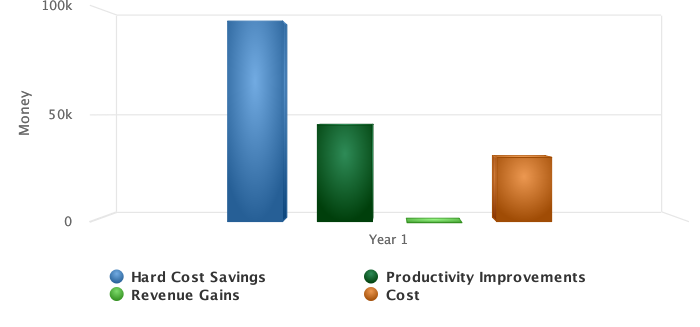 100k
Money
50k
0
Year 1
Hard Cost Savings
Productivity Improvements
Revenue Gains
Cost